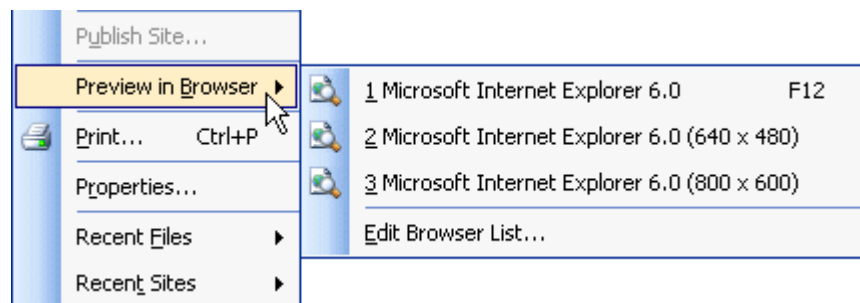 Publish Site...
Preview in Browser
Print... Ctrl+P
Properties...
Recent Files
Recent Sites
1 Microsoft Internet Explorer 6.0 F12
2 Microsoft Internet Explorer 6.0 (640 x 480)
3 Microsoft Internet Explorer 6.0 (800 x 600)
Edit Browser List...